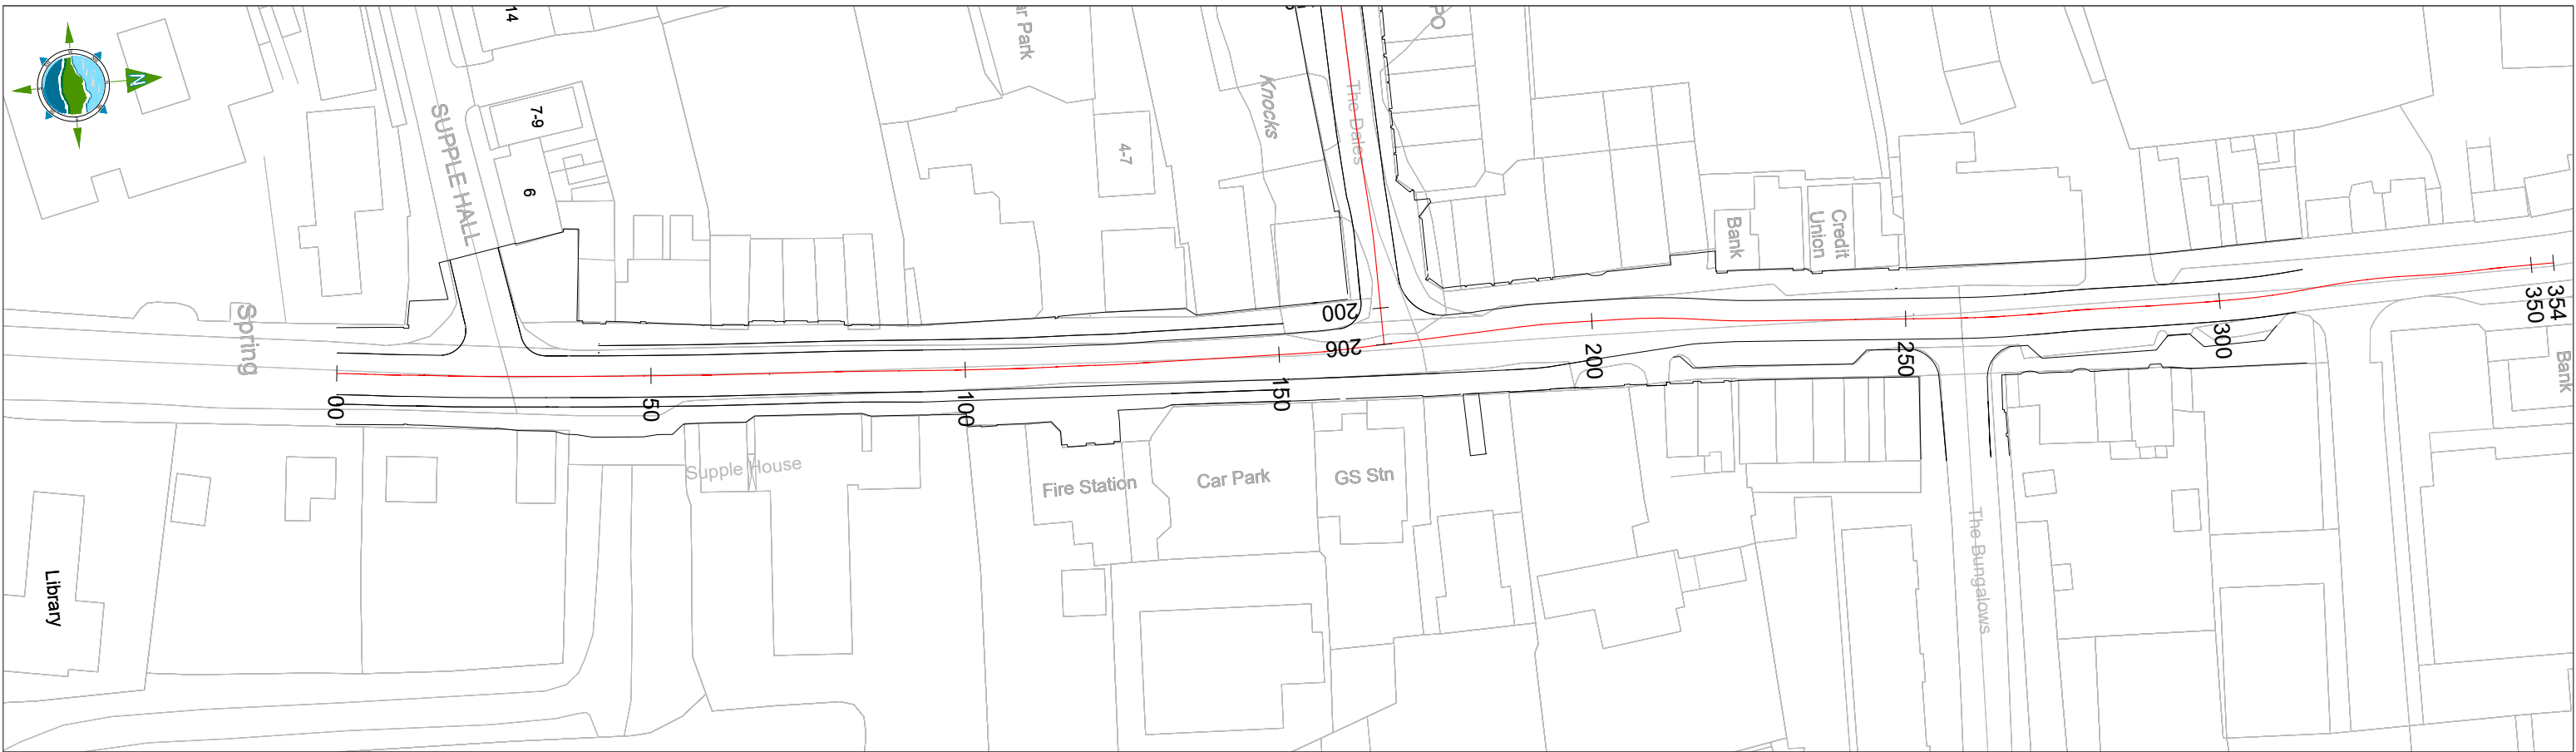 14
ar Park
PO
N
7-9
SUPPLE HALL
Knocks
The Dales
4-7
6
Bank
Credit
Union
Spring
200
206
00
50
100
150
200
250
300
350
354
Bank
Supple House
Fire Station
Car Park
GS Stn
The Bungalows
Library